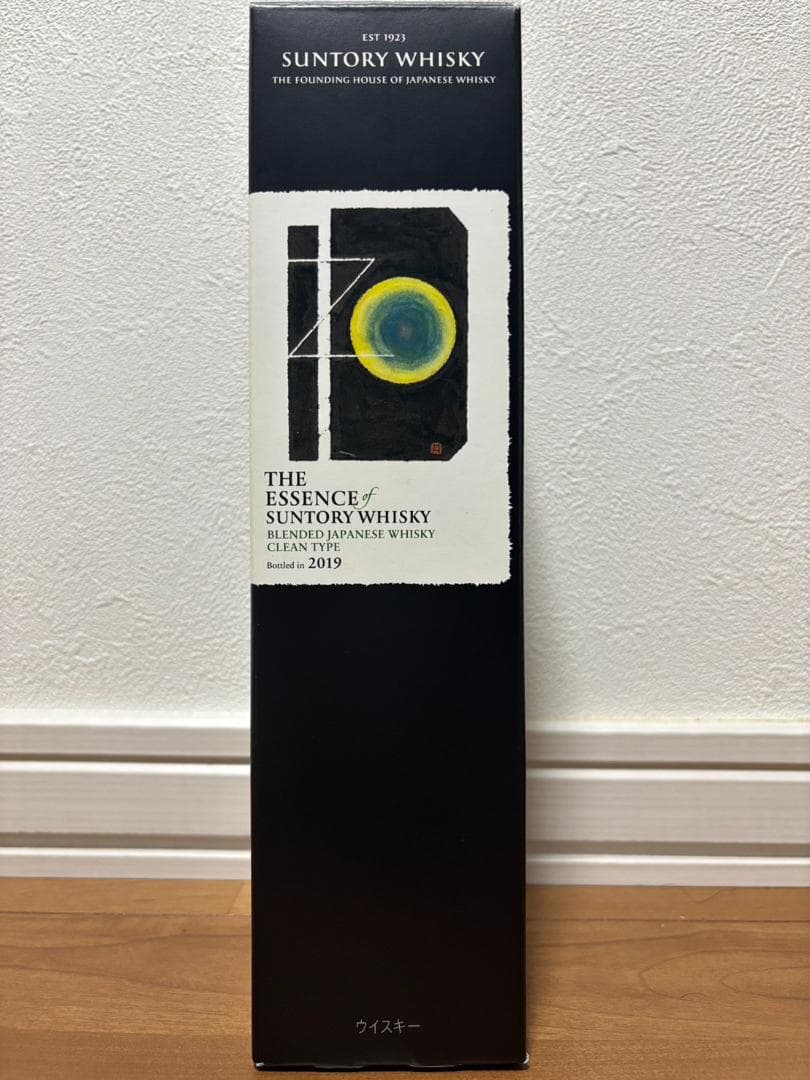 EST 1923
SUNTORY WHISKY
THE FOUNDING HOUSE OF JAPANESE WHISKY
THE
ESSENCE of
SUNTORY WHISKY
BLENDED JAPANESE WHISKY
CLEAN TYPE
Bottled in 2019
ウイスキー